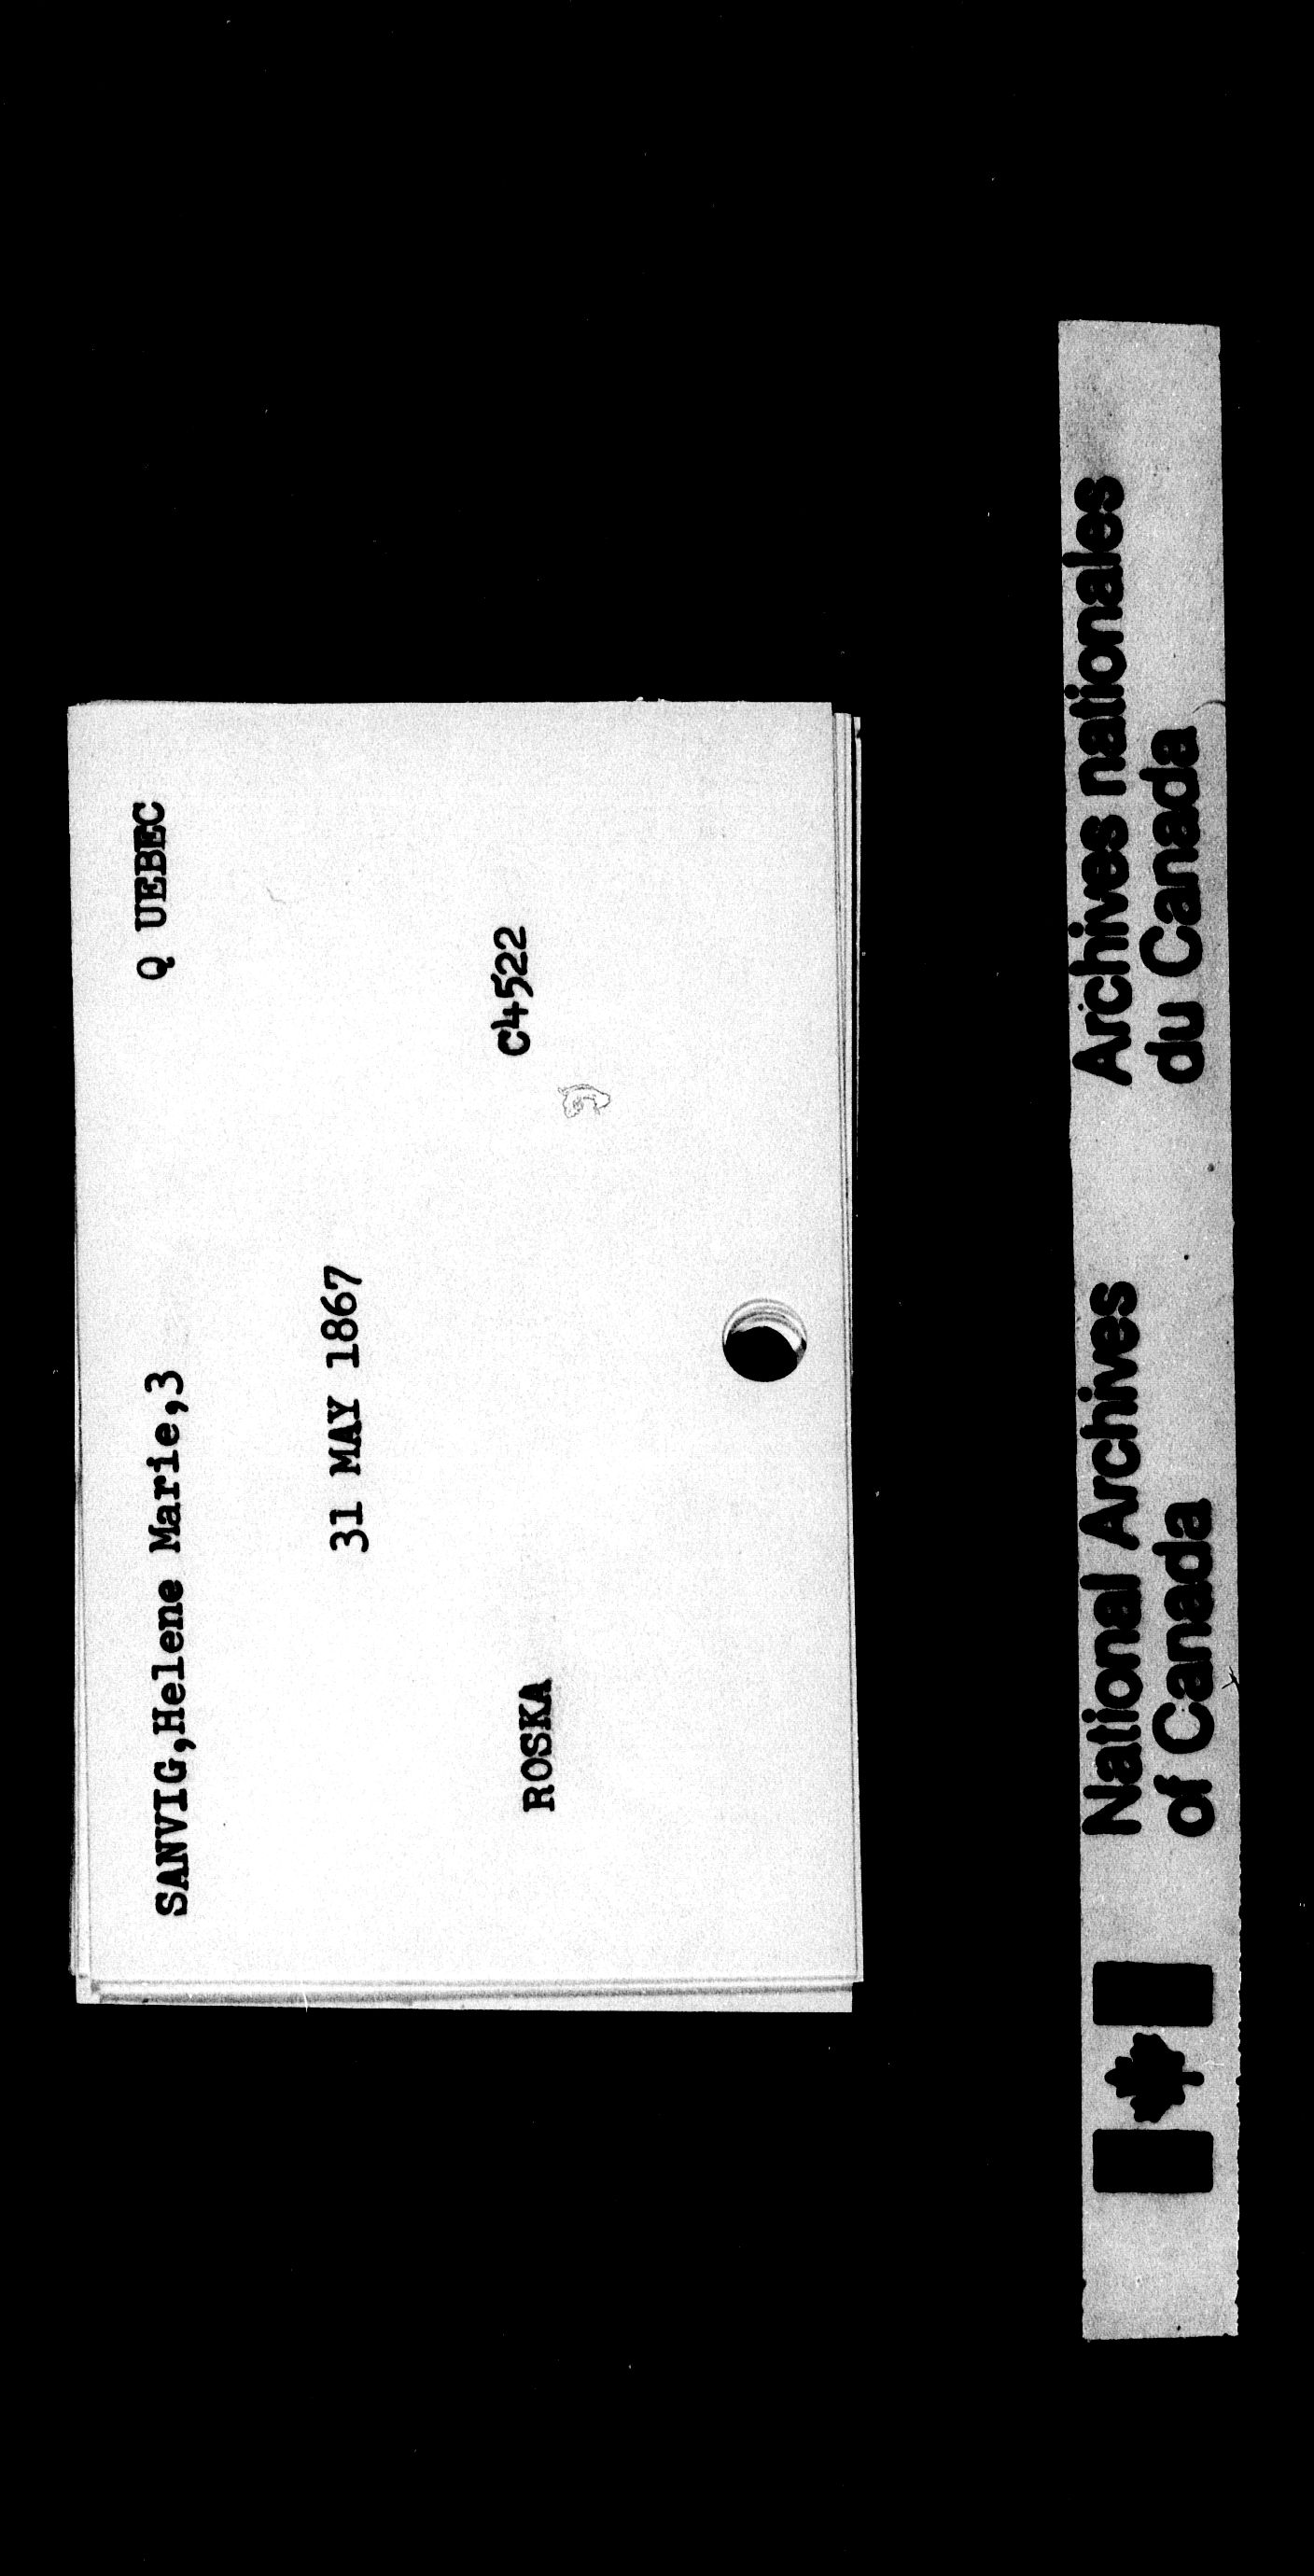 SANVIG,Helene Marie,3 Q UEBEC
31 MAY 1867
ROSKA C4522
National Archives
of Canada
Archives nationales
du Canada